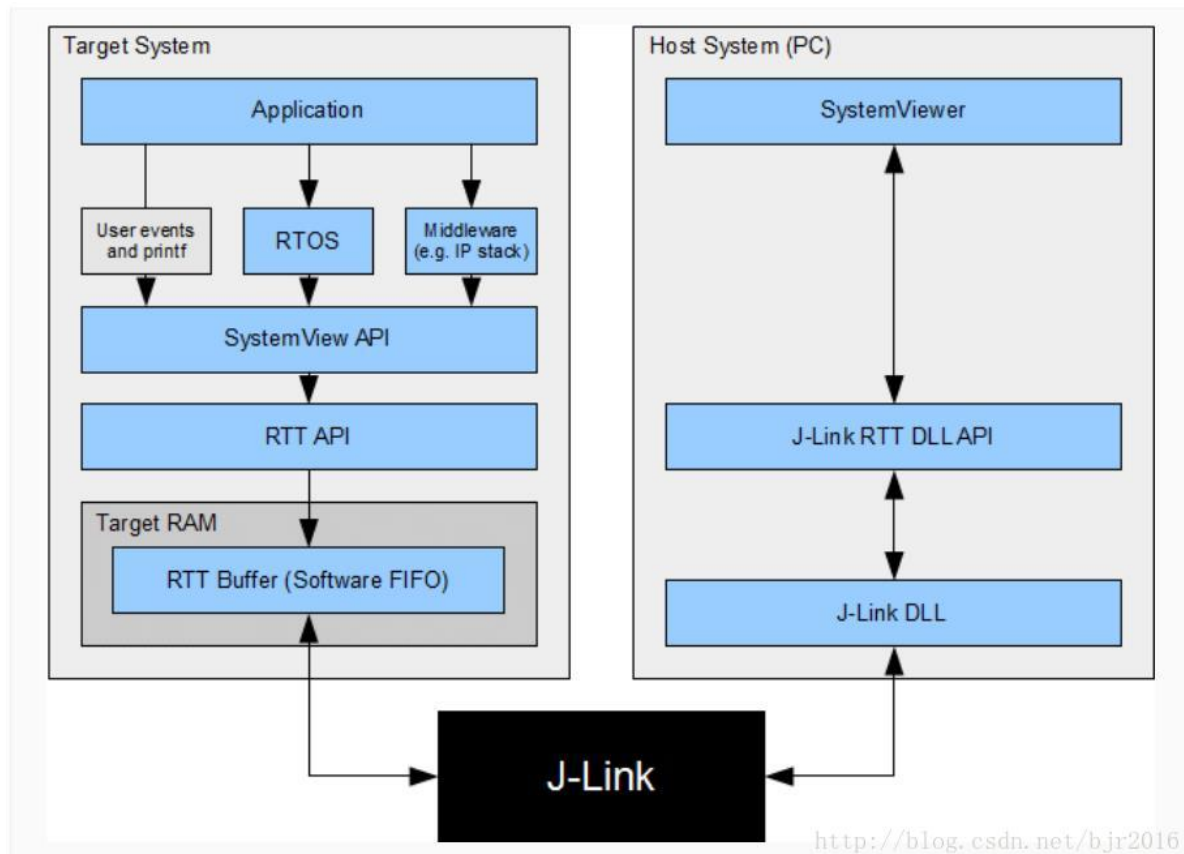 Target System
Application
User events
and printf
RTOS
Middleware
(e.g. IP stack)
SystemView API
RTT API
Target RAM
RTT Buffer (Software FIFO)
Host System (PC)
SystemViewer
J-Link RTT DLL API
J-Link DLL
J-Link
http://blog.csdn.net/bjr2016